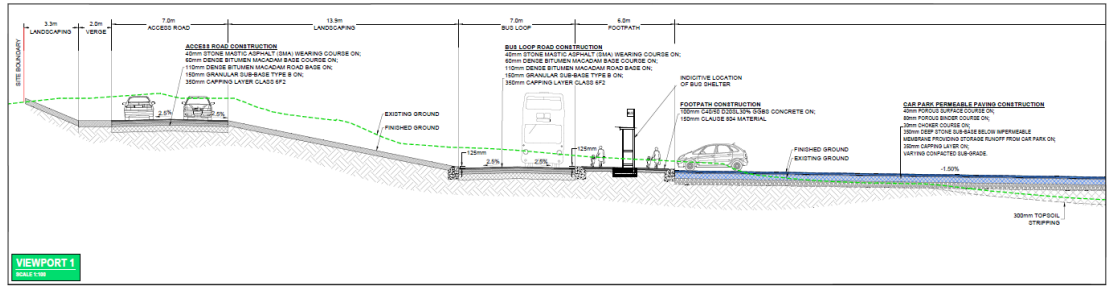 3.3m
LANDSCAPING
2.0m
VERGE
7.0m
ACCESS ROAD
13.9m
LANDSCAPING
7.0m
BUS LOOP
6.0m
FOOTPATH
SITE BOUNDARY
ACCESS ROAD CONSTRUCTION
40mm STONE MASTIC ASPHALT (SMA) WEARING COURSE ON;
60mm DENSE BITUMEN MACADAM BASE COURSE ON;
110mm DENSE BITUMEN MACADAM ROAD BASE ON;
150mm GRANULAR SUB-BASE TYPE B ON;
350mm CAPPING LAYER CLASS 6F2
BUS LOOP ROAD CONSTRUCTION
40mm STONE MASTIC ASPHALT (SMA) WEARING COURSE ON;
60mm DENSE BITUMEN MACADAM BASE COURSE ON;
110mm DENSE BITUMEN MACADAM ROAD BASE ON;
150mm GRANULAR SUB-BASE TYPE B ON;
350mm CAPPING LAYER CLASS 6F2
INDICITIVE LOCATION
OF BUS SHELTER
FOOTPATH CONSTRUCTION
150mm CLAUSE 804 MATERIAL
CAR PARK PERMEABLE PAVING CONSTRUCTION
40mm POROUS SURFACE COURSE ON;
80mm POROUS BINDER COURSE ON;
30mm CHOKER COURSE ON;
350mm DEEP STONE SUB-BASE BELOW IMPERMEABLE
MEMBRANE PROVIDING STORAGE RUNOFF FROM CAR PARK ON;
350mm CAPPING LAYER ON;
VARYING COMPACTED SUB-GRADE.
2.5%
2.5%
EXISTING GROUND
FINISHED GROUND
125mm
2.5%
2.5%
125mm
FINISHED GROUND
EXISTING GROUND
-1.50%
300mm TOPSOIL
STRIPPING
VIEWPORT 1
SCALE 1:100